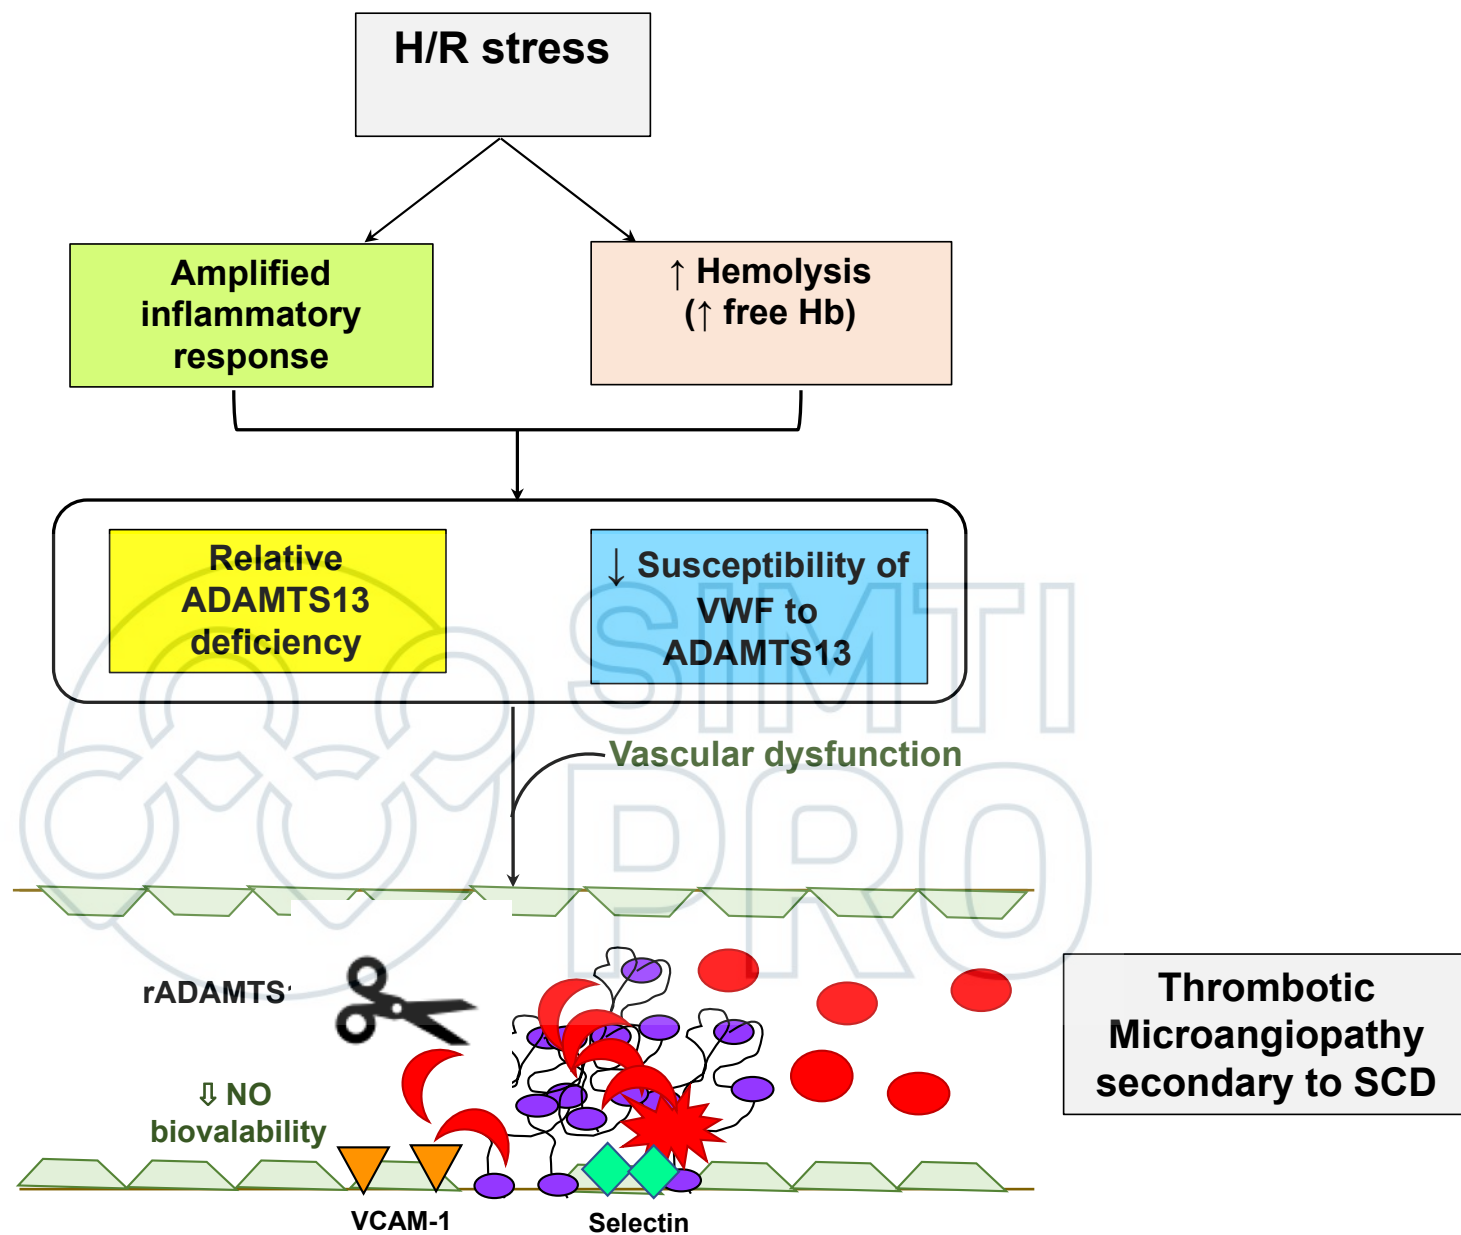 H/R stress
Amplified
inflammatory
response
↑ Hemolysis
(↑ free Hb)
Relative
ADAMTS13
deficiency
↓ Susceptibility of
VWF to
ADAMTS13
SIMTI
PRO
Vascular dysfunction
rADAMTS
⇩ NO
biovalability
VCAM-1
Selectin
Thrombotic
Microangiopathy
secondary to SCD